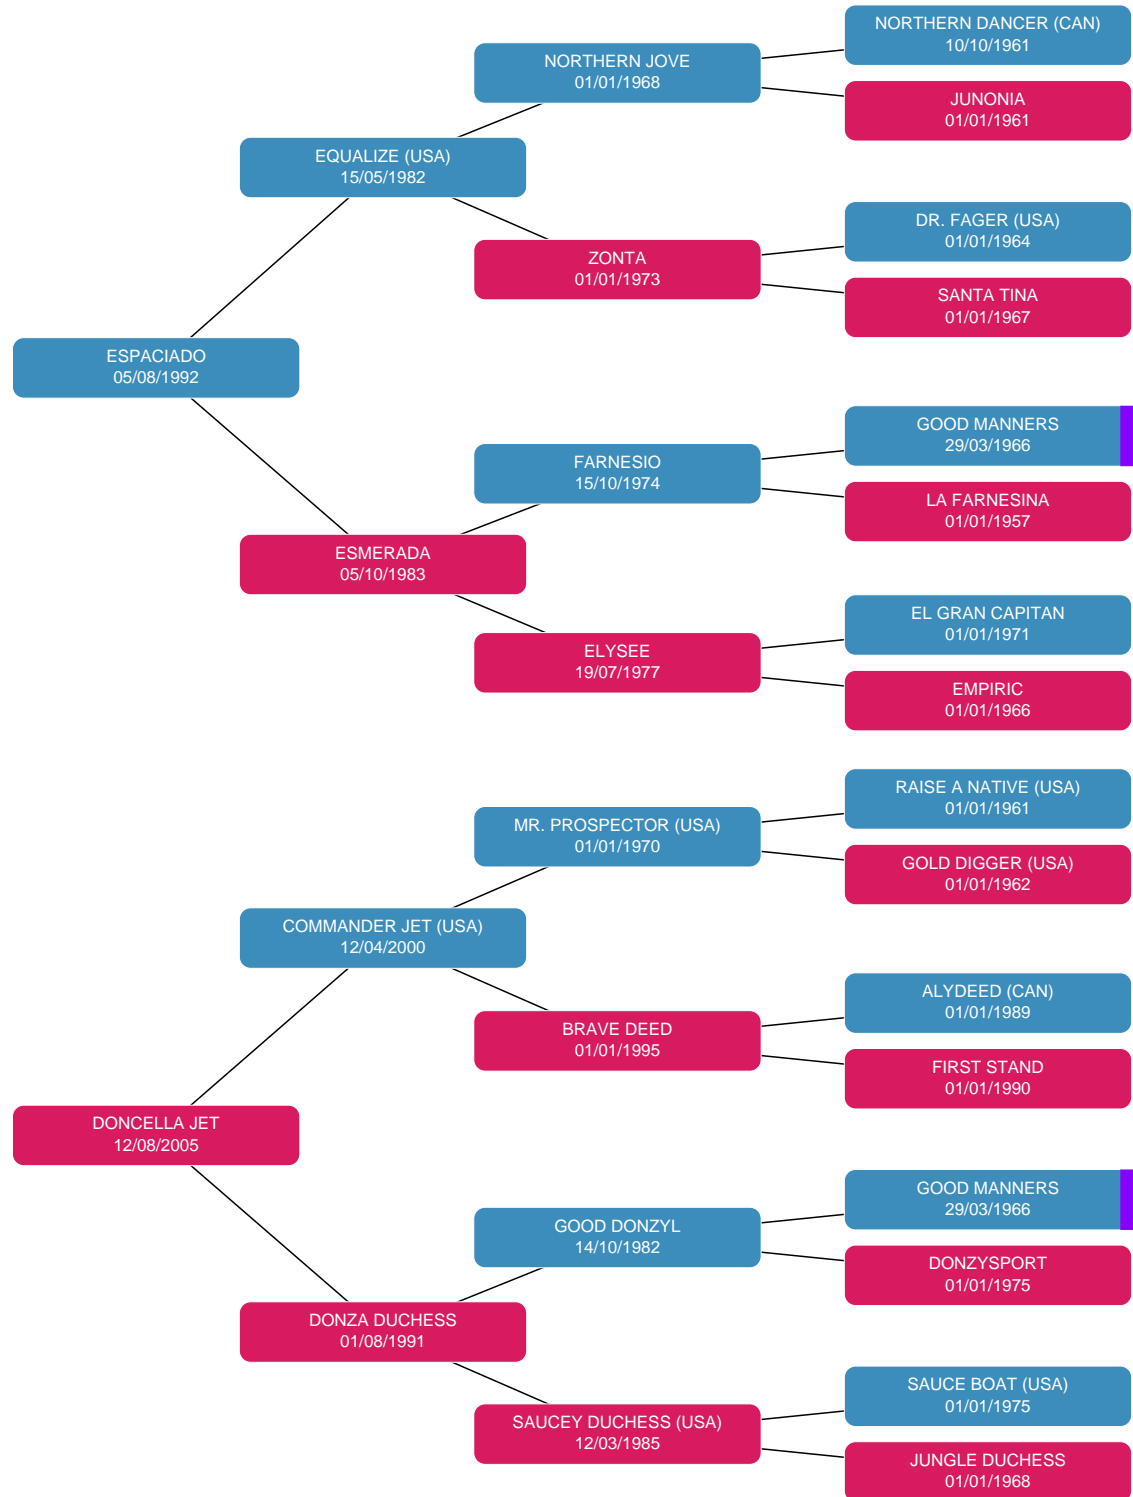 NORTHERN DANCER (CAN)
10/10/1961
NORTHERN JOVE
01/01/1968
JUNONIA
01/01/1961
EQUALIZE (USA)
15/05/1982
DR. FAGER (USA)
01/01/1964
ZONTA
01/01/1973
SANTA TINA
01/01/1967
ESPACIADO
05/08/1992
GOOD MANNERS
29/03/1966
FARNESIO
15/10/1974
LA FARNESINA
01/01/1957
ESMERADA
05/10/1983
EL GRAN CAPITAN
01/01/1971
ELYSEE
19/07/1977
EMPIRIC
01/01/1966
RAISE A NATIVE (USA)
01/01/1961
MR. PROSPECTOR (USA)
01/01/1970
GOLD DIGGER (USA)
01/01/1962
COMMANDER JET (USA)
12/04/2000
ALYDEED (CAN)
01/01/1989
BRAVE DEED
01/01/1995
FIRST STAND
01/01/1990
DONCELLA JET
12/08/2005
GOOD MANNERS
29/03/1966
GOOD DONZYL
14/10/1982
DONZYSPORT
01/01/1975
DONZA DUCHESS
01/08/1991
SAUCE BOAT (USA)
01/01/1975
SAUCEY DUCHESS (USA)
12/03/1985
JUNGLE DUCHESS
01/01/1968